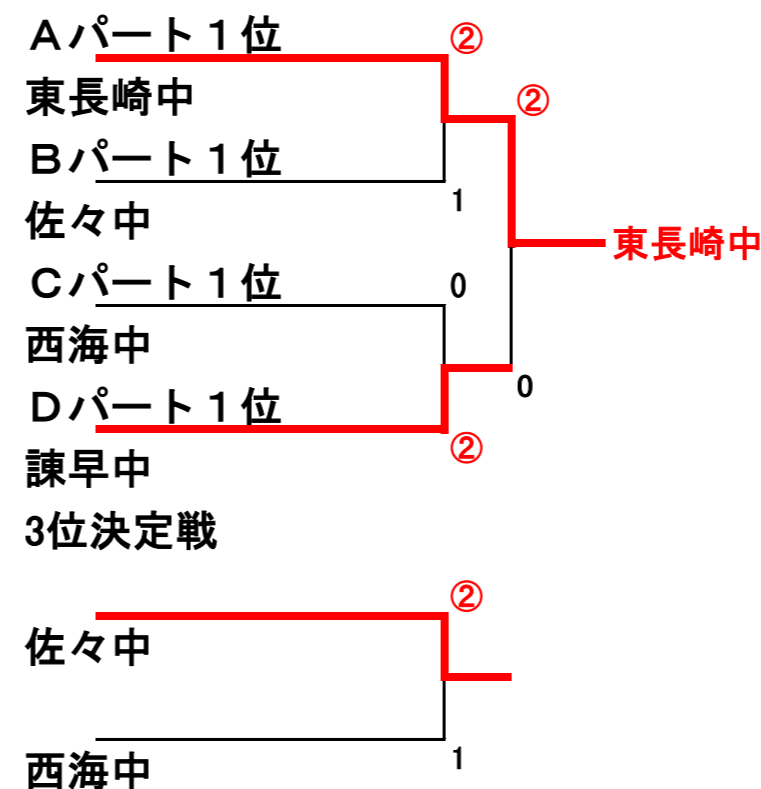 Aパート1位
②
東長崎中
②
Bパート1位
1
佐々中
東長崎中
Cパート1位
0
西海中
Dパート1位
0
②
諫早中
3位決定戦
②
佐々中
1
西海中